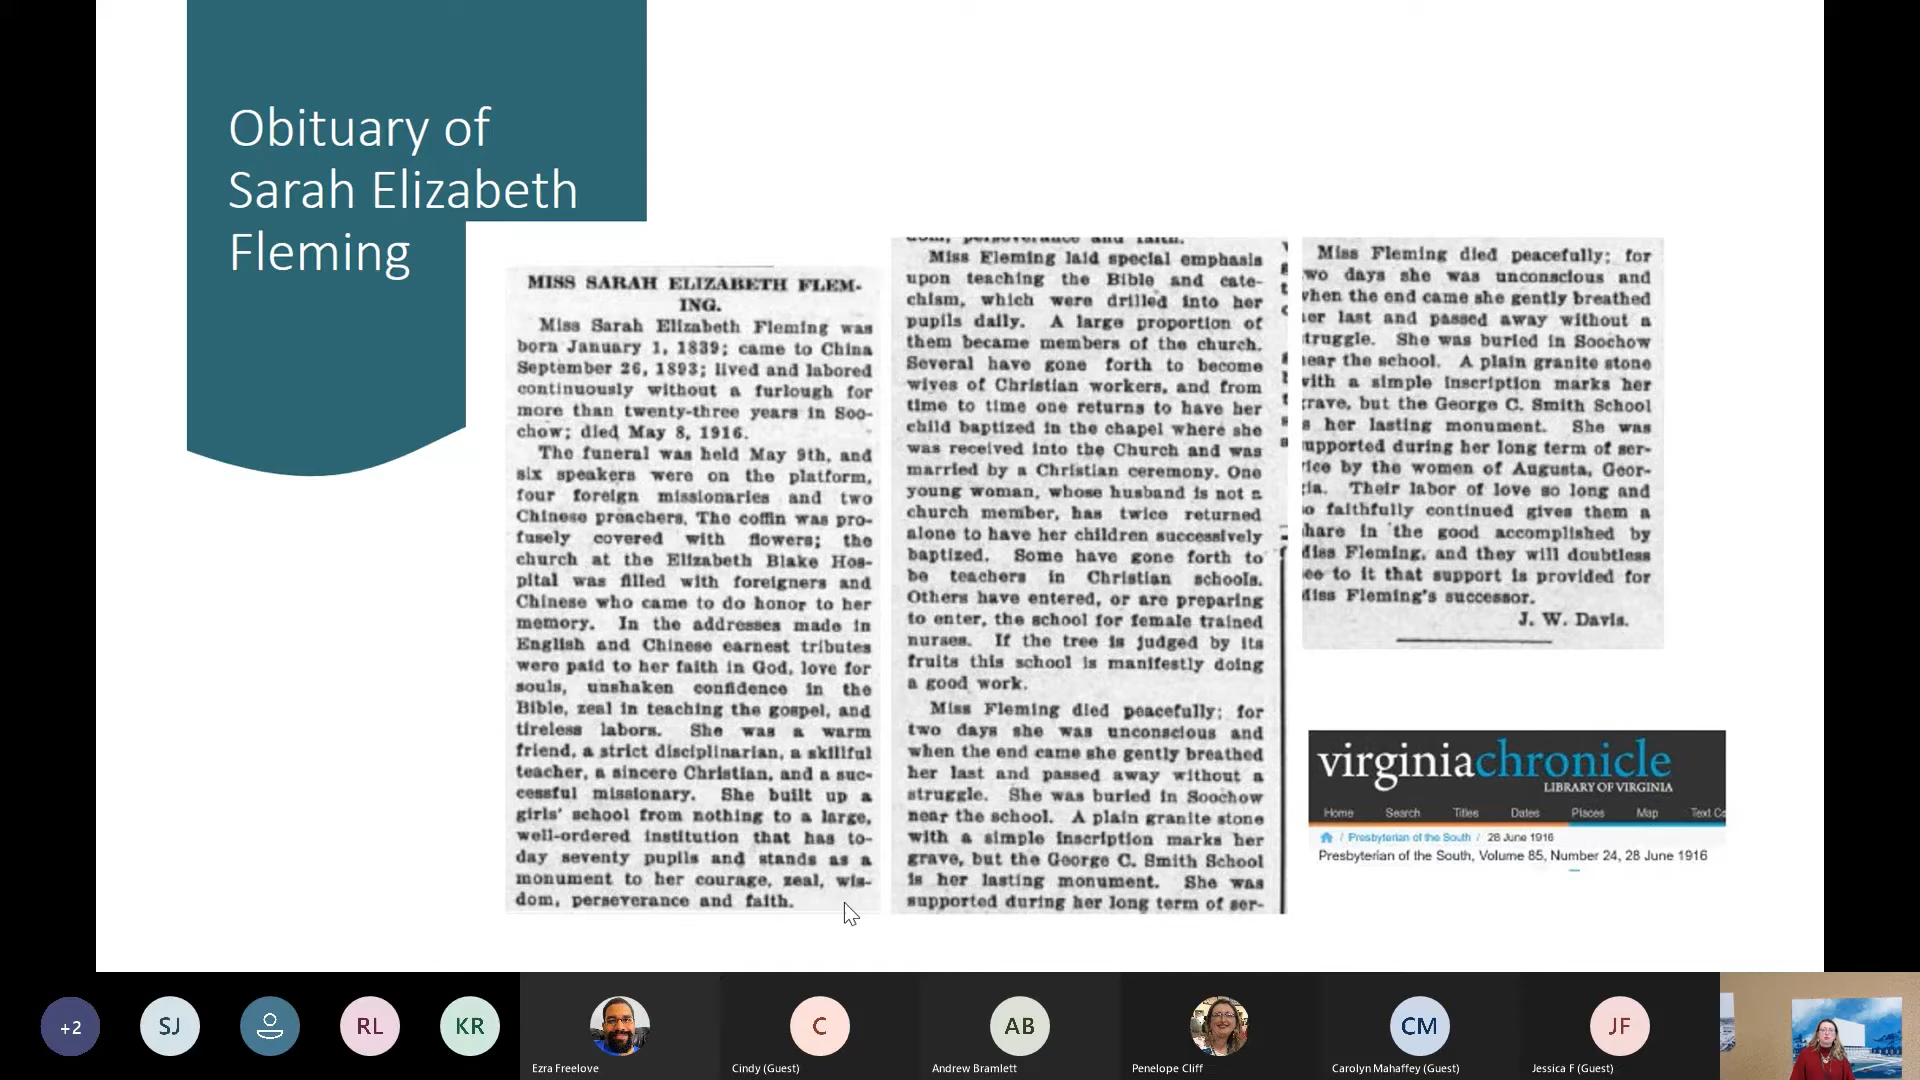 Obituary of
Sarah Elizabeth
Fleming
MISS SARAH ELIZABETH FLEM-
ING.
Miss Sarah Elizabeth Fleming was
born January 1, 1839; came to China
September 26, 1893; lived and labored
continuously without a furlough for
more than twenty-three years in Soo-
chow; died May 8, 1916.
The funeral was held May 9th, and
six speakers were on the platform,
four foreign missionaries and two
Chinese preachers. The coffin was pro-
fusely covered with flowers; the
church at the Elizabeth Blake Hos-
pital was filled with foreigners and
Chinese who came to do honor to her
memory. In the addresses made in
English and Chinese earnest tributes
were paid to her faith in God, love for
souls, unshaken confidence in the
Bible, zeal in teaching the gospel, and
tireless labors. She was a warm
friend, a strict disciplinarian, a skillful
teacher, a sincere Christian, and a suc-
cessful missionary. She built up a
girls' school from nothing to a large,
well-ordered institution that has to-
day seventy pupils and stands as a
monument to her courage, zeal, wis-
dom, perseverance and faith.
dom, perseverance and faith.
Miss Fleming laid special emphasis
upon teaching the Bible and cate-
chism, which were drilled into her
pupils daily. A large proportion of
them became members of the church.
Several have gone forth to become
wives of Christian workers, and from
time to time one returns to have her
child baptized in the chapel where she
was received into the Church and was
married by a Christian ceremony. One
young woman, whose husband is not a
church member, has twice returned
alone to have her children successively
baptized. Some have gone forth to
be teachers in Christian schools.
Others have entered, or are preparing
to enter, the school for female trained
nurses. If the tree is judged by its
fruits this school is manifestly doing
a good work.
Miss Fleming died peacefully; for
two days she was unconscious and
when the end came she gently breathed
her last and passed away without a
struggle. She was buried in Soochow
near the school. A plain granite stone
with a simple inscription marks her
grave, but the George C. Smith School
is her lasting monument. She was
supported during her long term of ser-
Miss Fleming died peacefully; for
wo days she was unconscious and
when the end came she gently breathed
er last and passed away without a
truggle. She was buried in Soochow
ear the school. A plain granite stone
with a simple inscription marks her
rave, but the George C. Smith School
s her lasting monument. She was
upported during her long term of ser-
ice by the women of Augusta, Geor-
ia. Their labor of love so long and
o faithfully continued gives them a
hare in the good accomplished by
Miss Fleming, and they will doubtless
ee to it that support is provided for
Miss Fleming's successor.
J. W. Davis.
virginiachronicle
LIBRARY OF VIRGINIA
Home Search Titles Dates Places Map Text Co
/ Presbyterian of the South / 28 June 1916
Presbyterian of the South, Volume 85, Number 24, 28 June 1916
+2 SJ RL KR C AB CM JF
Ezra Freelove Cindy (Guest) Andrew Bramlett Penelope Cliff Carolyn Mahaffey (Guest) Jessica F (Guest)